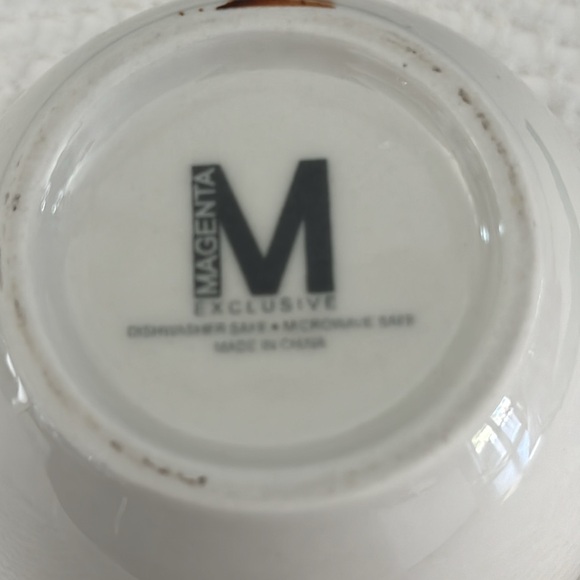 MAGENTA
M
EXCLUSIVE
DISHWASHER SAFE • MICROWAVE SAFE
MADE IN CHINA